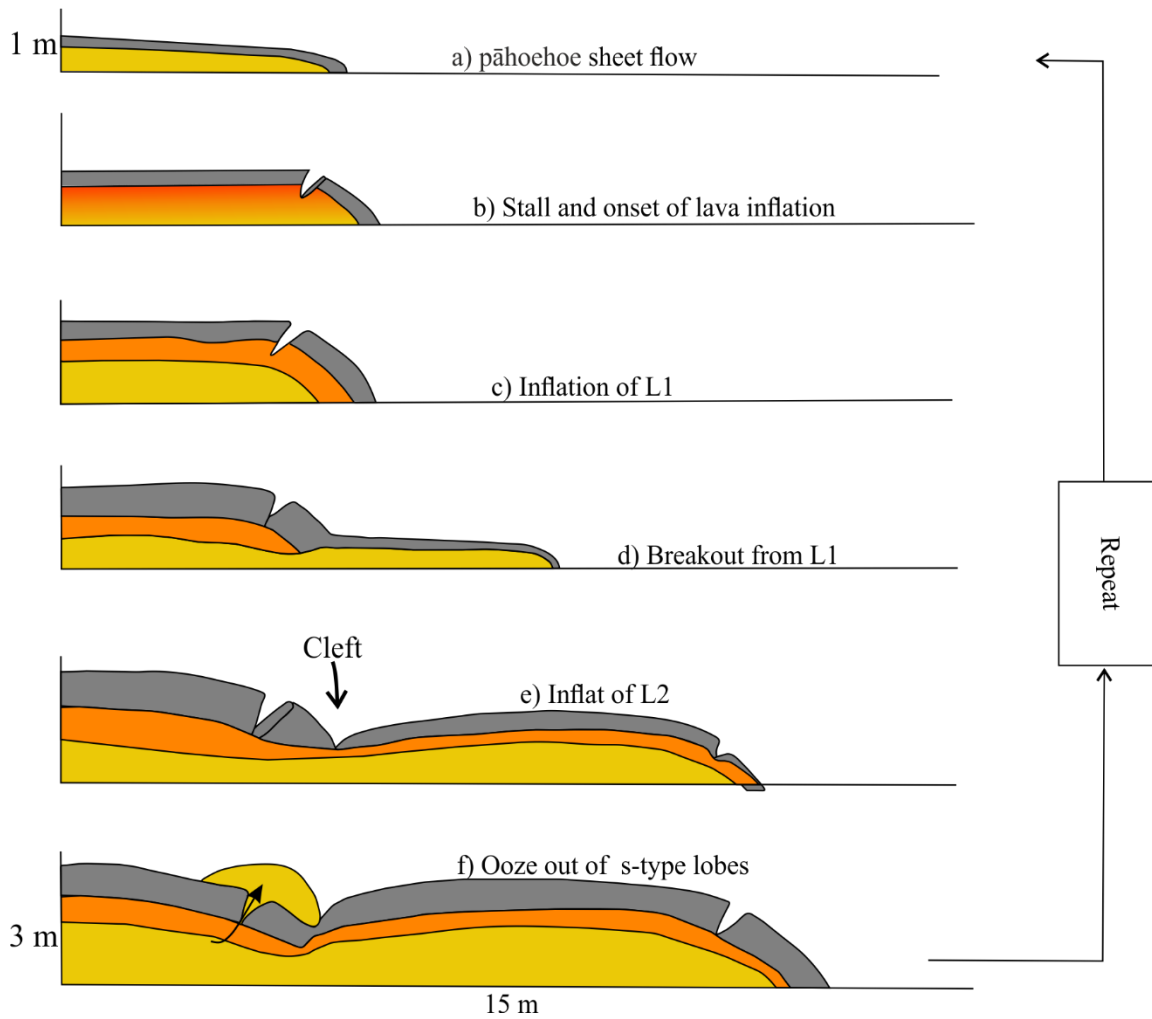 1 m
a) pāhoehoe sheet flow
b) Stall and onset of lava inflation
c) Inflation of L1
d) Breakout from L1
Repeat
Cleft
e) Inflat of L2
f) Ooze out of s-type lobes
3 m
15 m